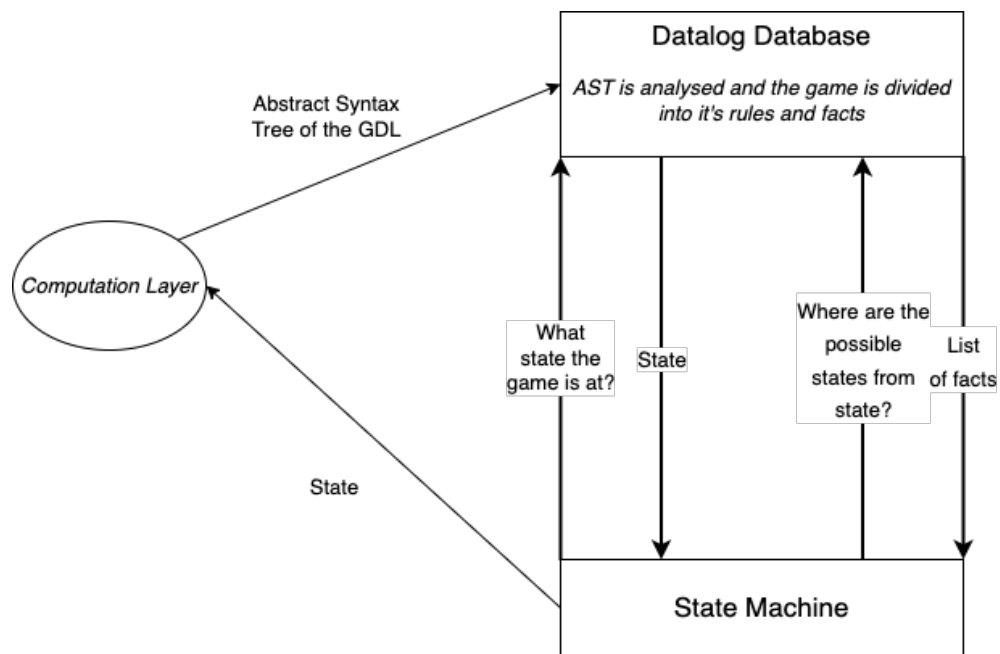 Datalog Database
AST is analysed and the game is divided
into it's rules and facts
Abstract Syntax
Tree of the GDL
Computation Layer
What
state the
game is at?
State
Where are the
possible
states from
state?
List
of facts
State
State Machine